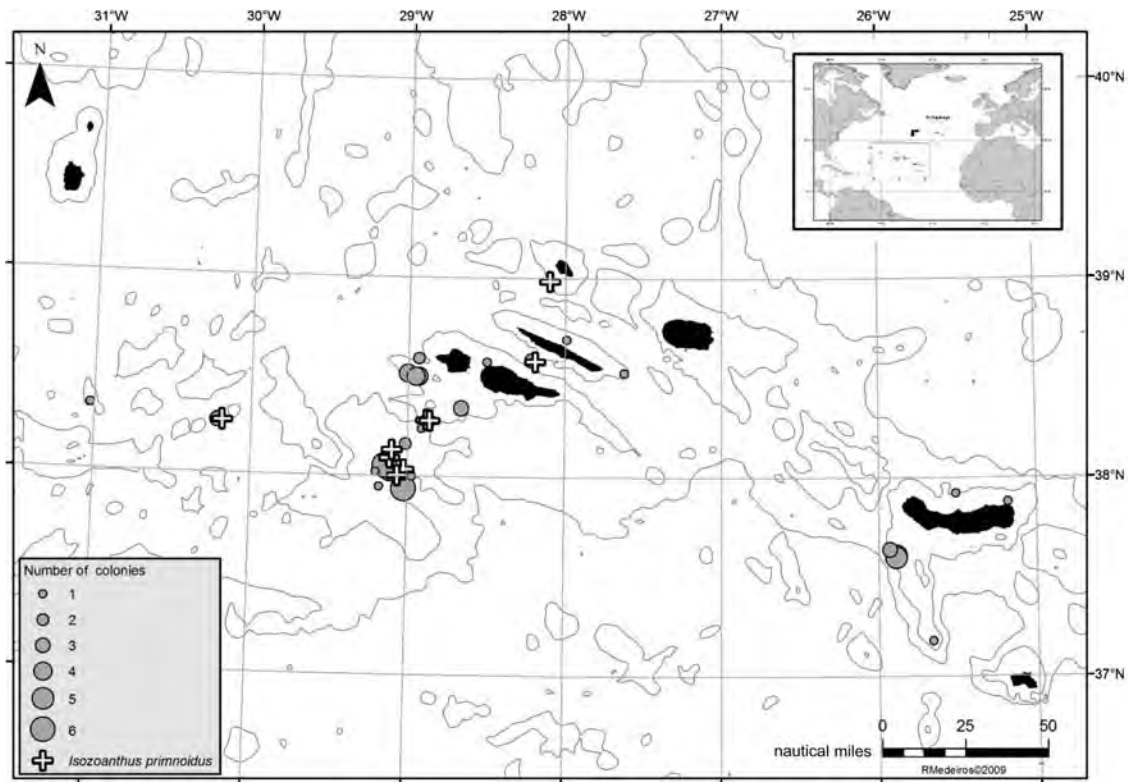 31°W 30°W 29°W 28°W 27°W 26°W 25°W
N
40°N
39°N
38°N
37°N
Number of colonies
1
2
3
4
5
6
Isozoanthus primnoidus
0 25 50
nautical miles
RMedeiros©2009